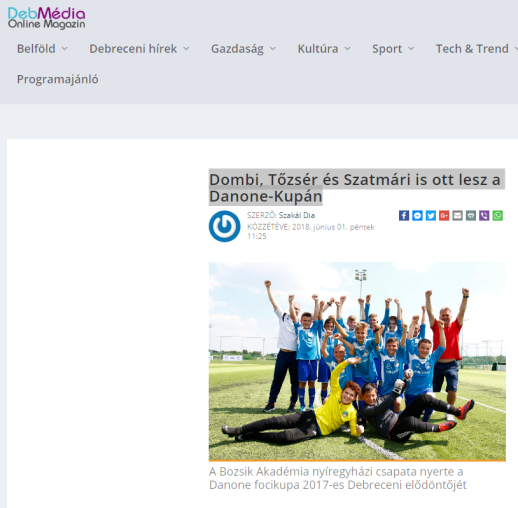 DebMédia
Online Magazin
Belföld
Debreceni hírek
Gazdaság
Kultúra
Sport
Tech & Trend
Programajánló
Dombi, Tőzsér és Szatmári is ott lesz a
Danone-Kupán
SZERZŐ: Szakál Dia
KÖZZÉTÉVE: 2018. június 01. péntek
11:25
A Bozsik Akadémia nyíregyházi csapata nyerte a
Danone focikupa 2017-es Debreceni elődöntőjét